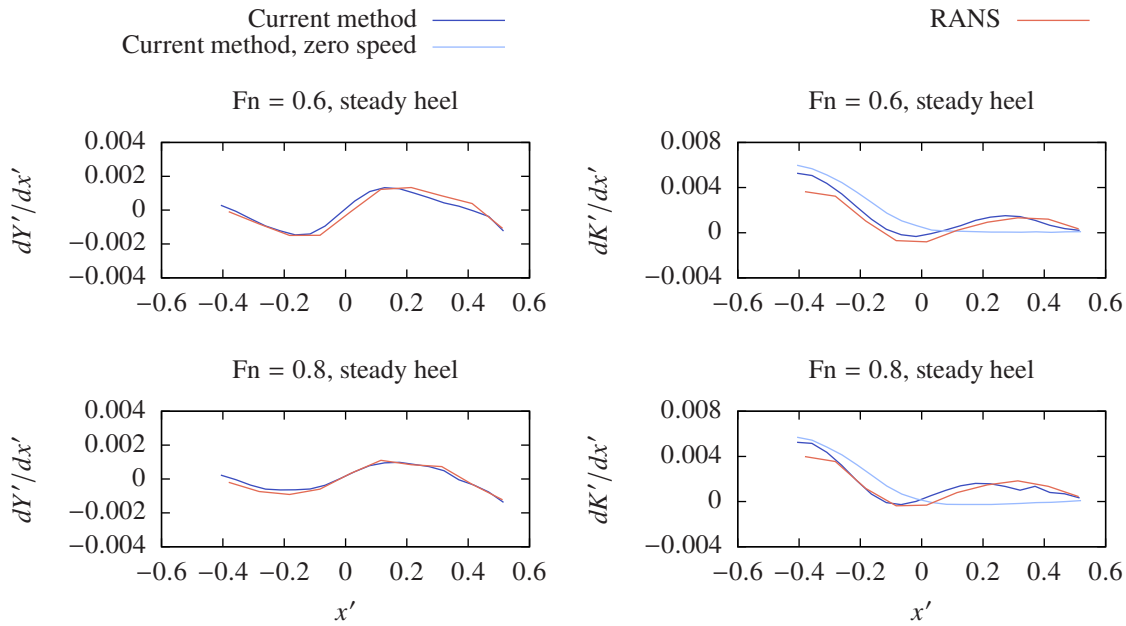 Current method
Current method, zero speed
RANS
Fn = 0.6, steady heel
0.004
0.002
0
−0.002
−0.004
−0.6 −0.4 −0.2 0 0.2 0.4 0.6
dY′/dx′
Fn = 0.6, steady heel
0.008
0.004
0
−0.004
−0.6 −0.4 −0.2 0 0.2 0.4 0.6
dK′/dx′
Fn = 0.8, steady heel
0.004
0.002
0
−0.002
−0.004
−0.6 −0.4 −0.2 0 0.2 0.4 0.6
dY′/dx′
x′
Fn = 0.8, steady heel
0.008
0.004
0
−0.004
−0.6 −0.4 −0.2 0 0.2 0.4 0.6
dK′/dx′
x′